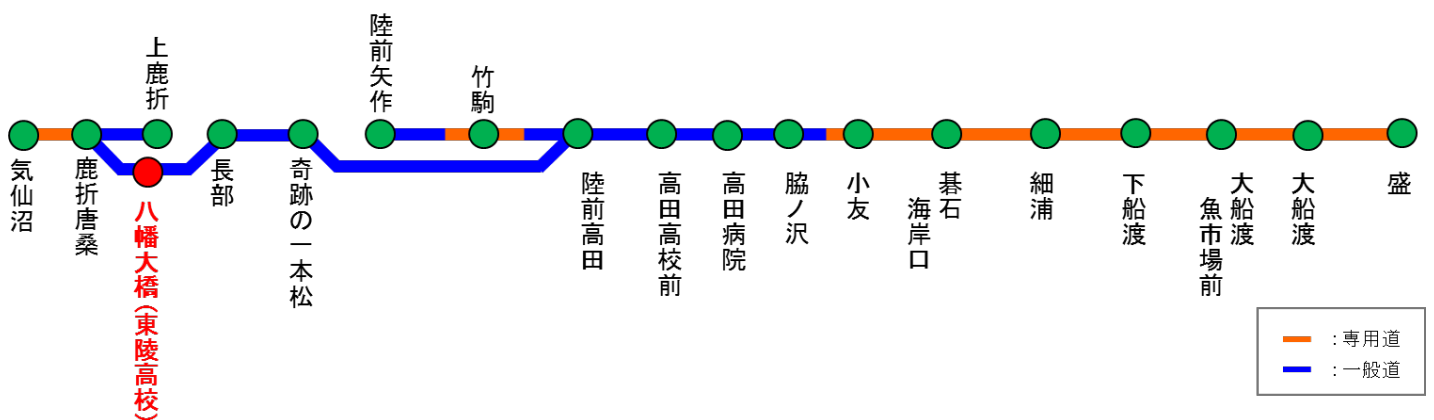 気仙沼
鹿折唐桑
上鹿折
八幡大橋（東陵高校）
長部
奇跡の一本松
陸前矢作
竹駒
陸前高田
高田高校前
高田病院
脇ノ沢
小友
碁石
海岸口
細浦
下船渡
大船渡
魚市場前
大船渡
盛
：専用道
：一般道